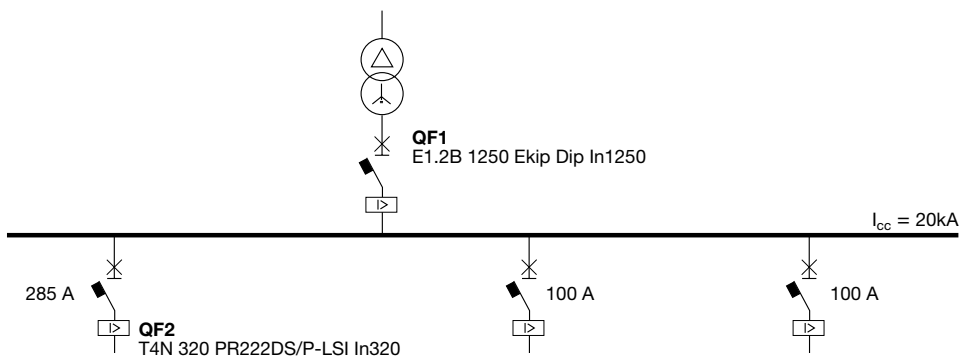 QF1
E1.2B 1250 Ekip Dip In1250
I>
Icc = 20kA
285 A
100 A
100 A
I>
QF2
T4N 320 PR222DS/P-LSI In320
I>
I>